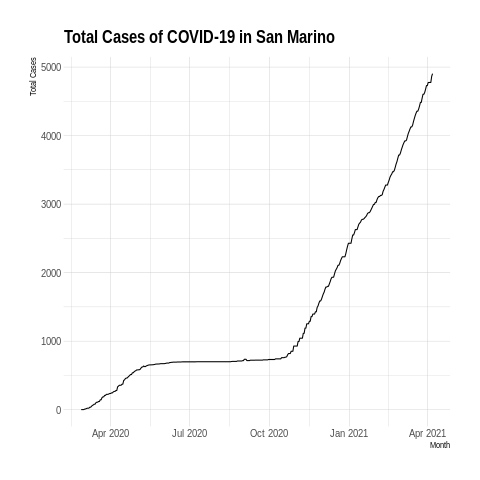 Total Cases of COVID-19 in San Marino
Total Cases
5000
4000
3000
2000
1000
0
Apr 2020 Jul 2020 Oct 2020 Jan 2021 Apr 2021
Month